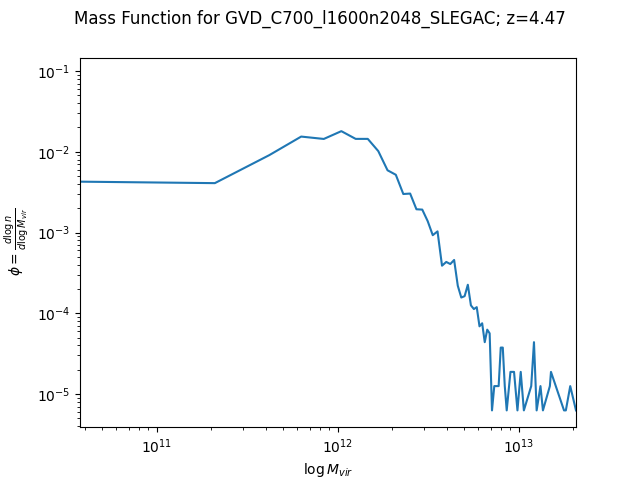 Mass Function for GVD_C700_l1600n2048_SLEGAC; z=4.47
10⁻¹
10⁻²
10⁻³
10⁻⁴
10⁻⁵
ϕ = d log n / d log M_vir
10¹¹
10¹²
10¹³
log M_vir